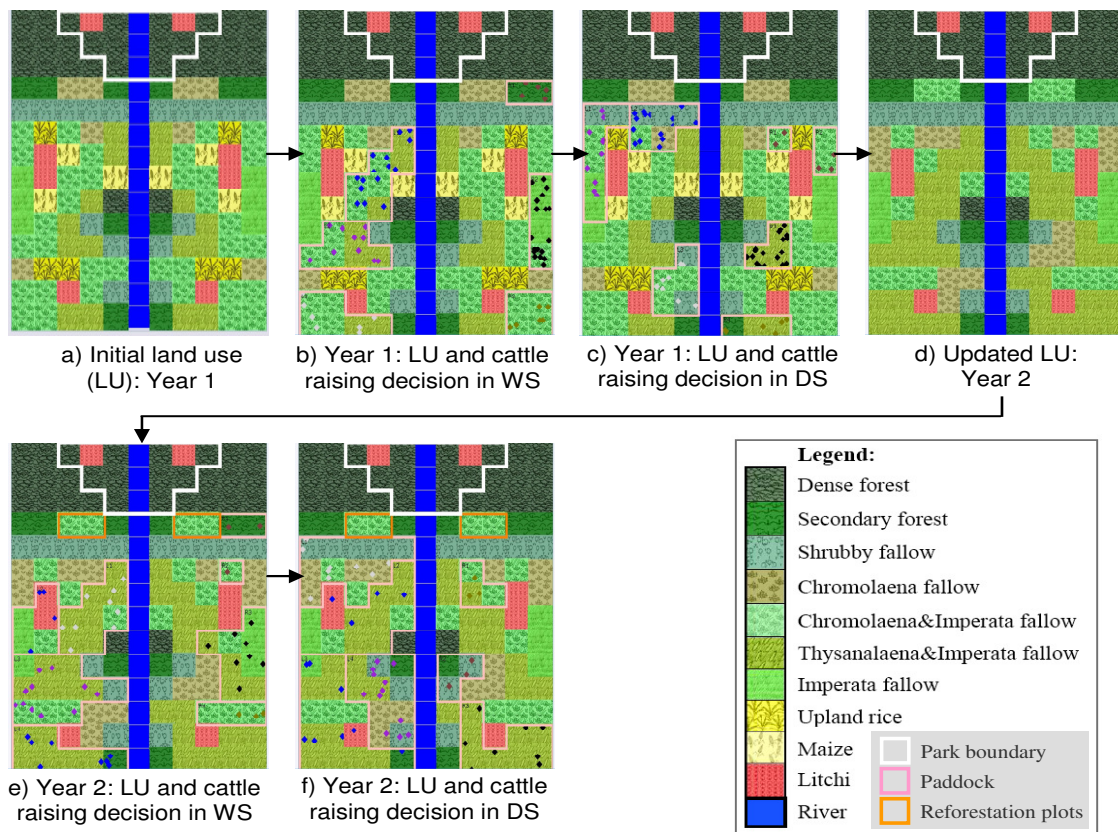 a) Initial land use
(LU): Year 1
b) Year 1: LU and cattle
raising decision in WS
c) Year 1: LU and cattle
raising decision in DS
d) Updated LU:
Year 2
e) Year 2: LU and cattle
raising decision in WS
f) Year 2: LU and cattle
raising decision in DS
Legend:
Dense forest
Secondary forest
Shrubby fallow
Chromolaena fallow
Chromolaena&Imperata fallow
Thysanalaena&Imperata fallow
Imperata fallow
Upland rice
Maize
Litchi
River
Park boundary
Paddock
Reforestation plots